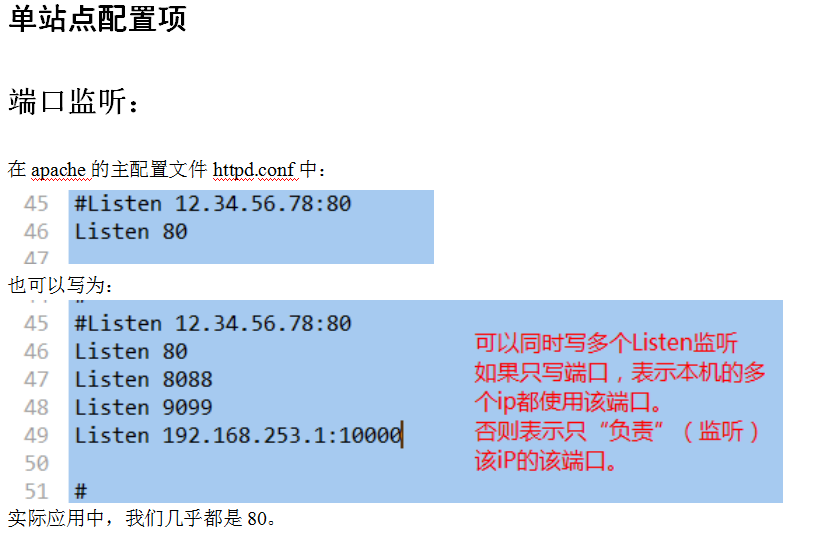 单站点配置项
端口监听：
在 apache 的主配置文件 httpd.conf 中：
45 #Listen 12.34.56.78:80
46 Listen 80
47
也可以写为：
45 #Listen 12.34.56.78:80
46 Listen 80
47 Listen 8088
48 Listen 9099
49 Listen 192.168.253.1:10000
50
51 #
可以同时写多个Listen监听
如果只写端口，表示本机的多
个ip都使用该端口。
否则表示只“负责”（监听）
该iP的该端口。
实际应用中，我们几乎都是 80。